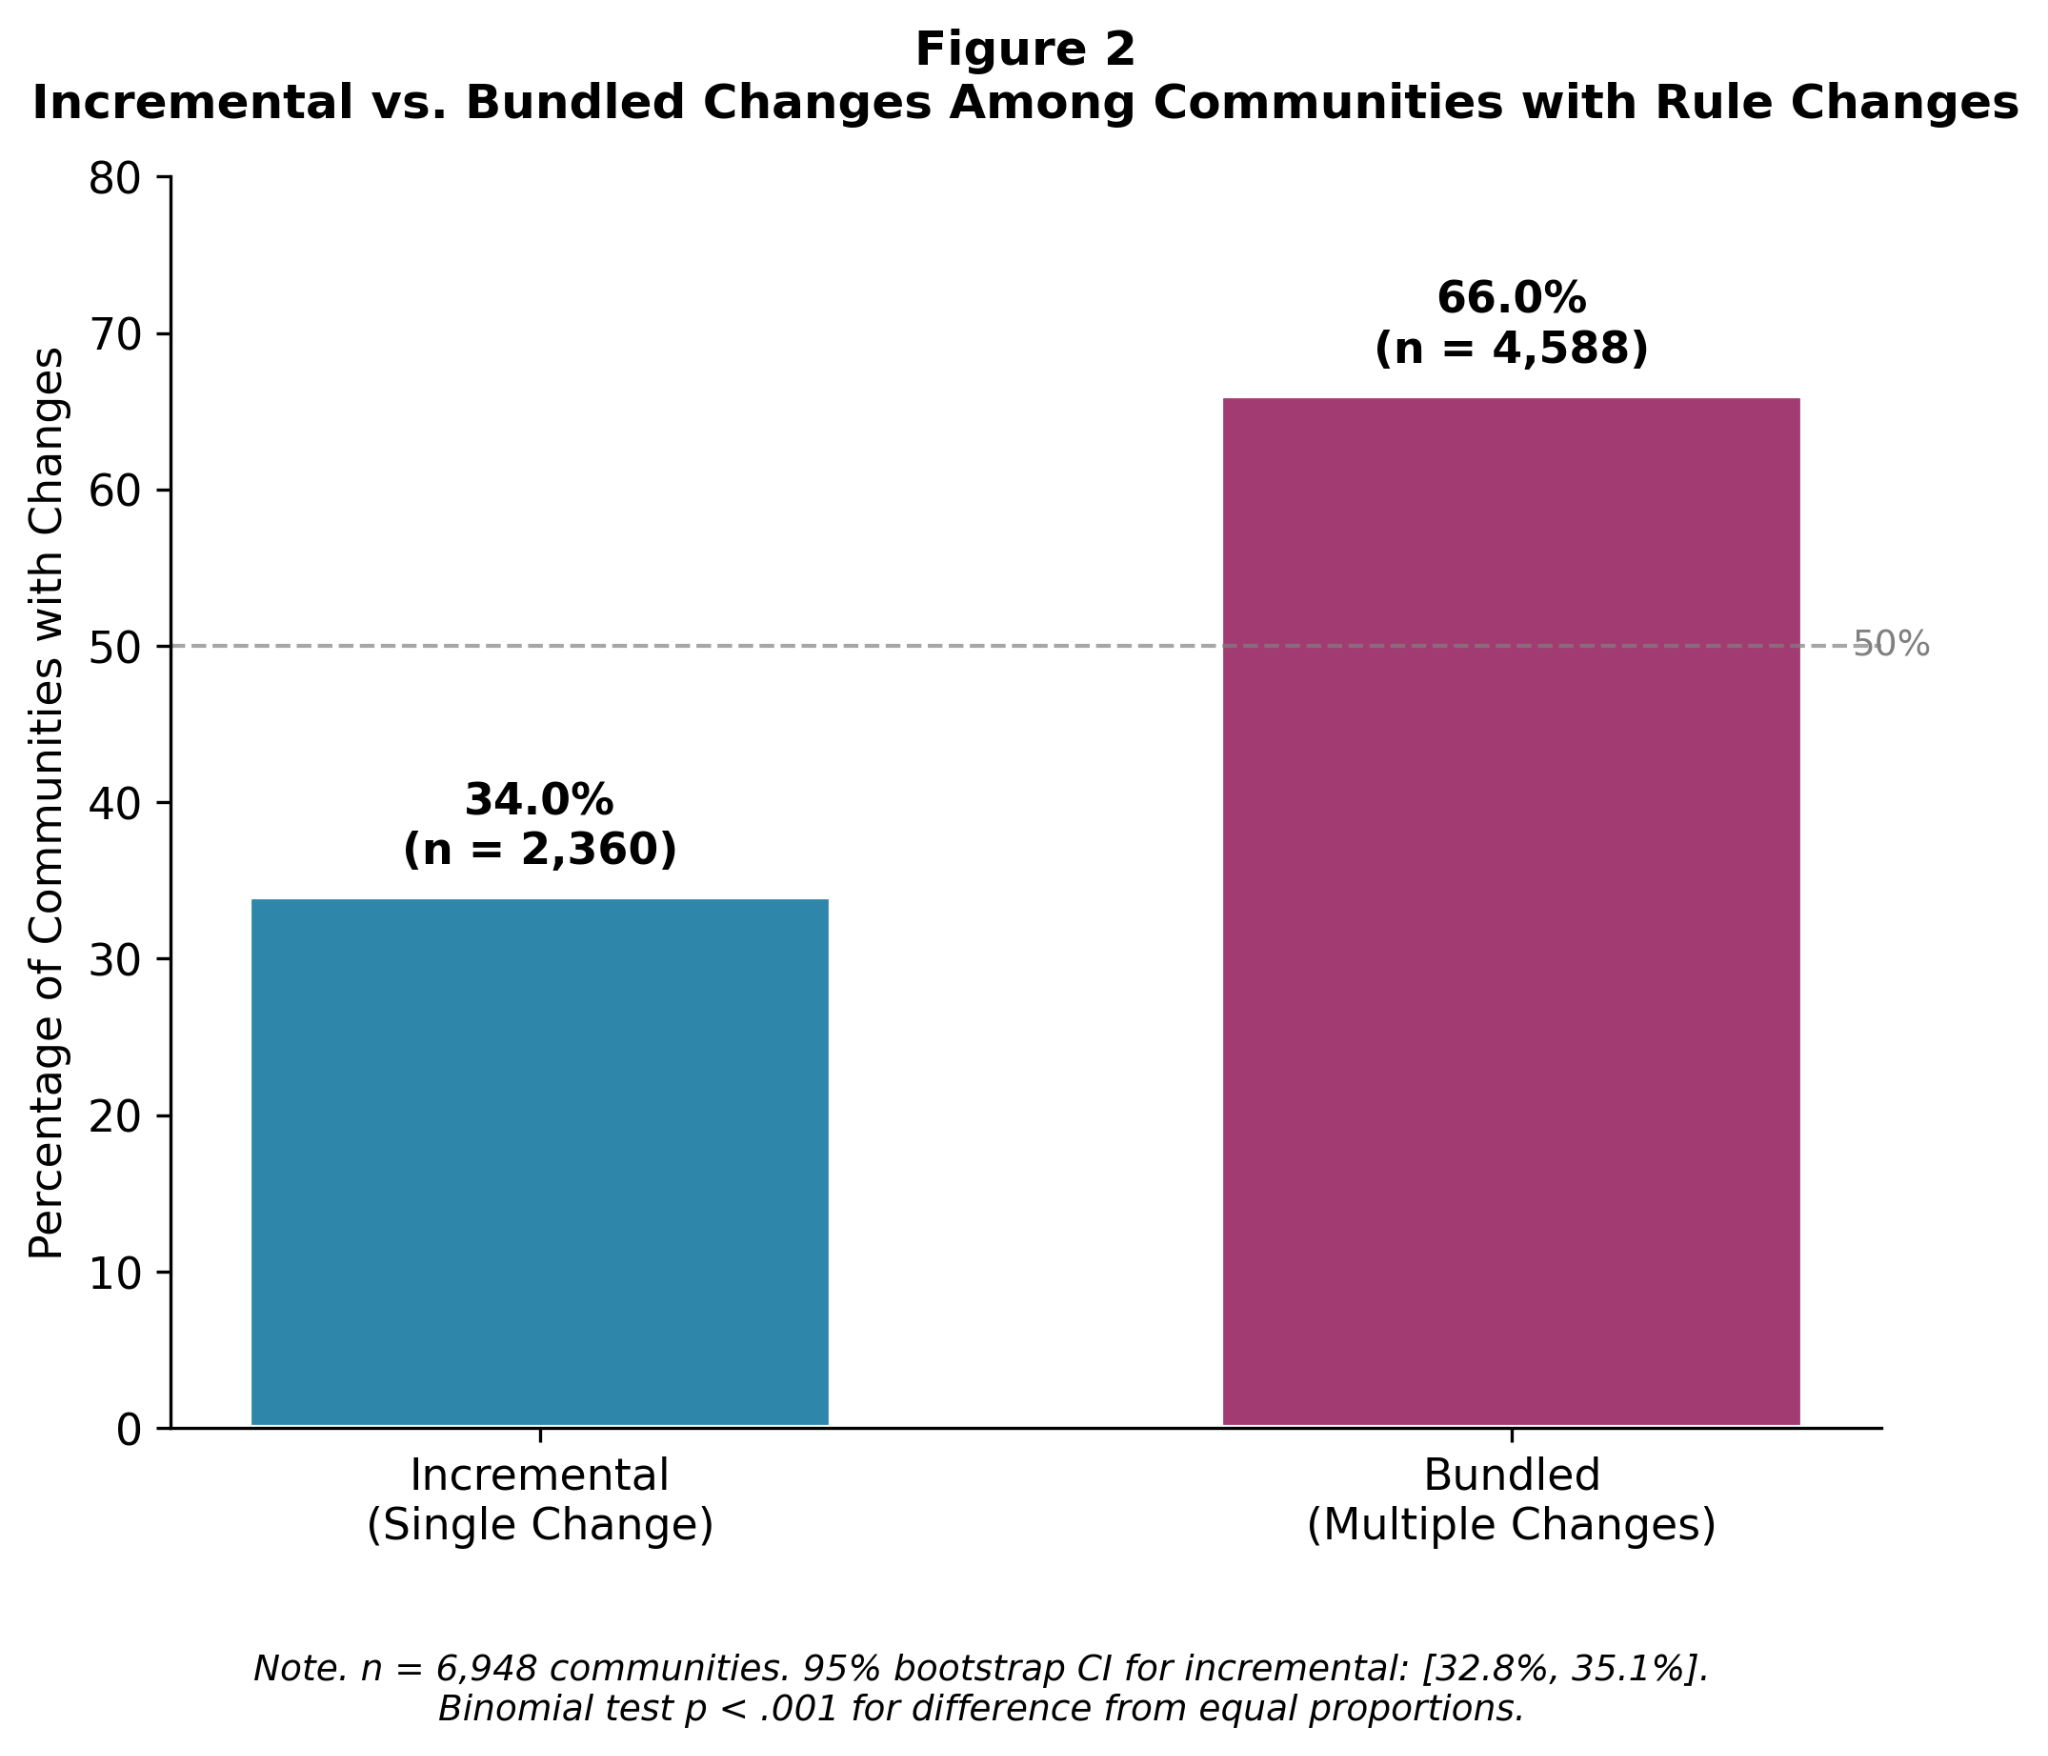 Figure 2
Incremental vs. Bundled Changes Among Communities with Rule Changes
Percentage of Communities with Changes
80
70
60
50
40
30
20
10
0
66.0%
(n = 4,588)
50%
34.0%
(n = 2,360)
Incremental
(Single Change)
Bundled
(Multiple Changes)
Note. n = 6,948 communities. 95% bootstrap CI for incremental: [32.8%, 35.1%].
Binomial test p < .001 for difference from equal proportions.